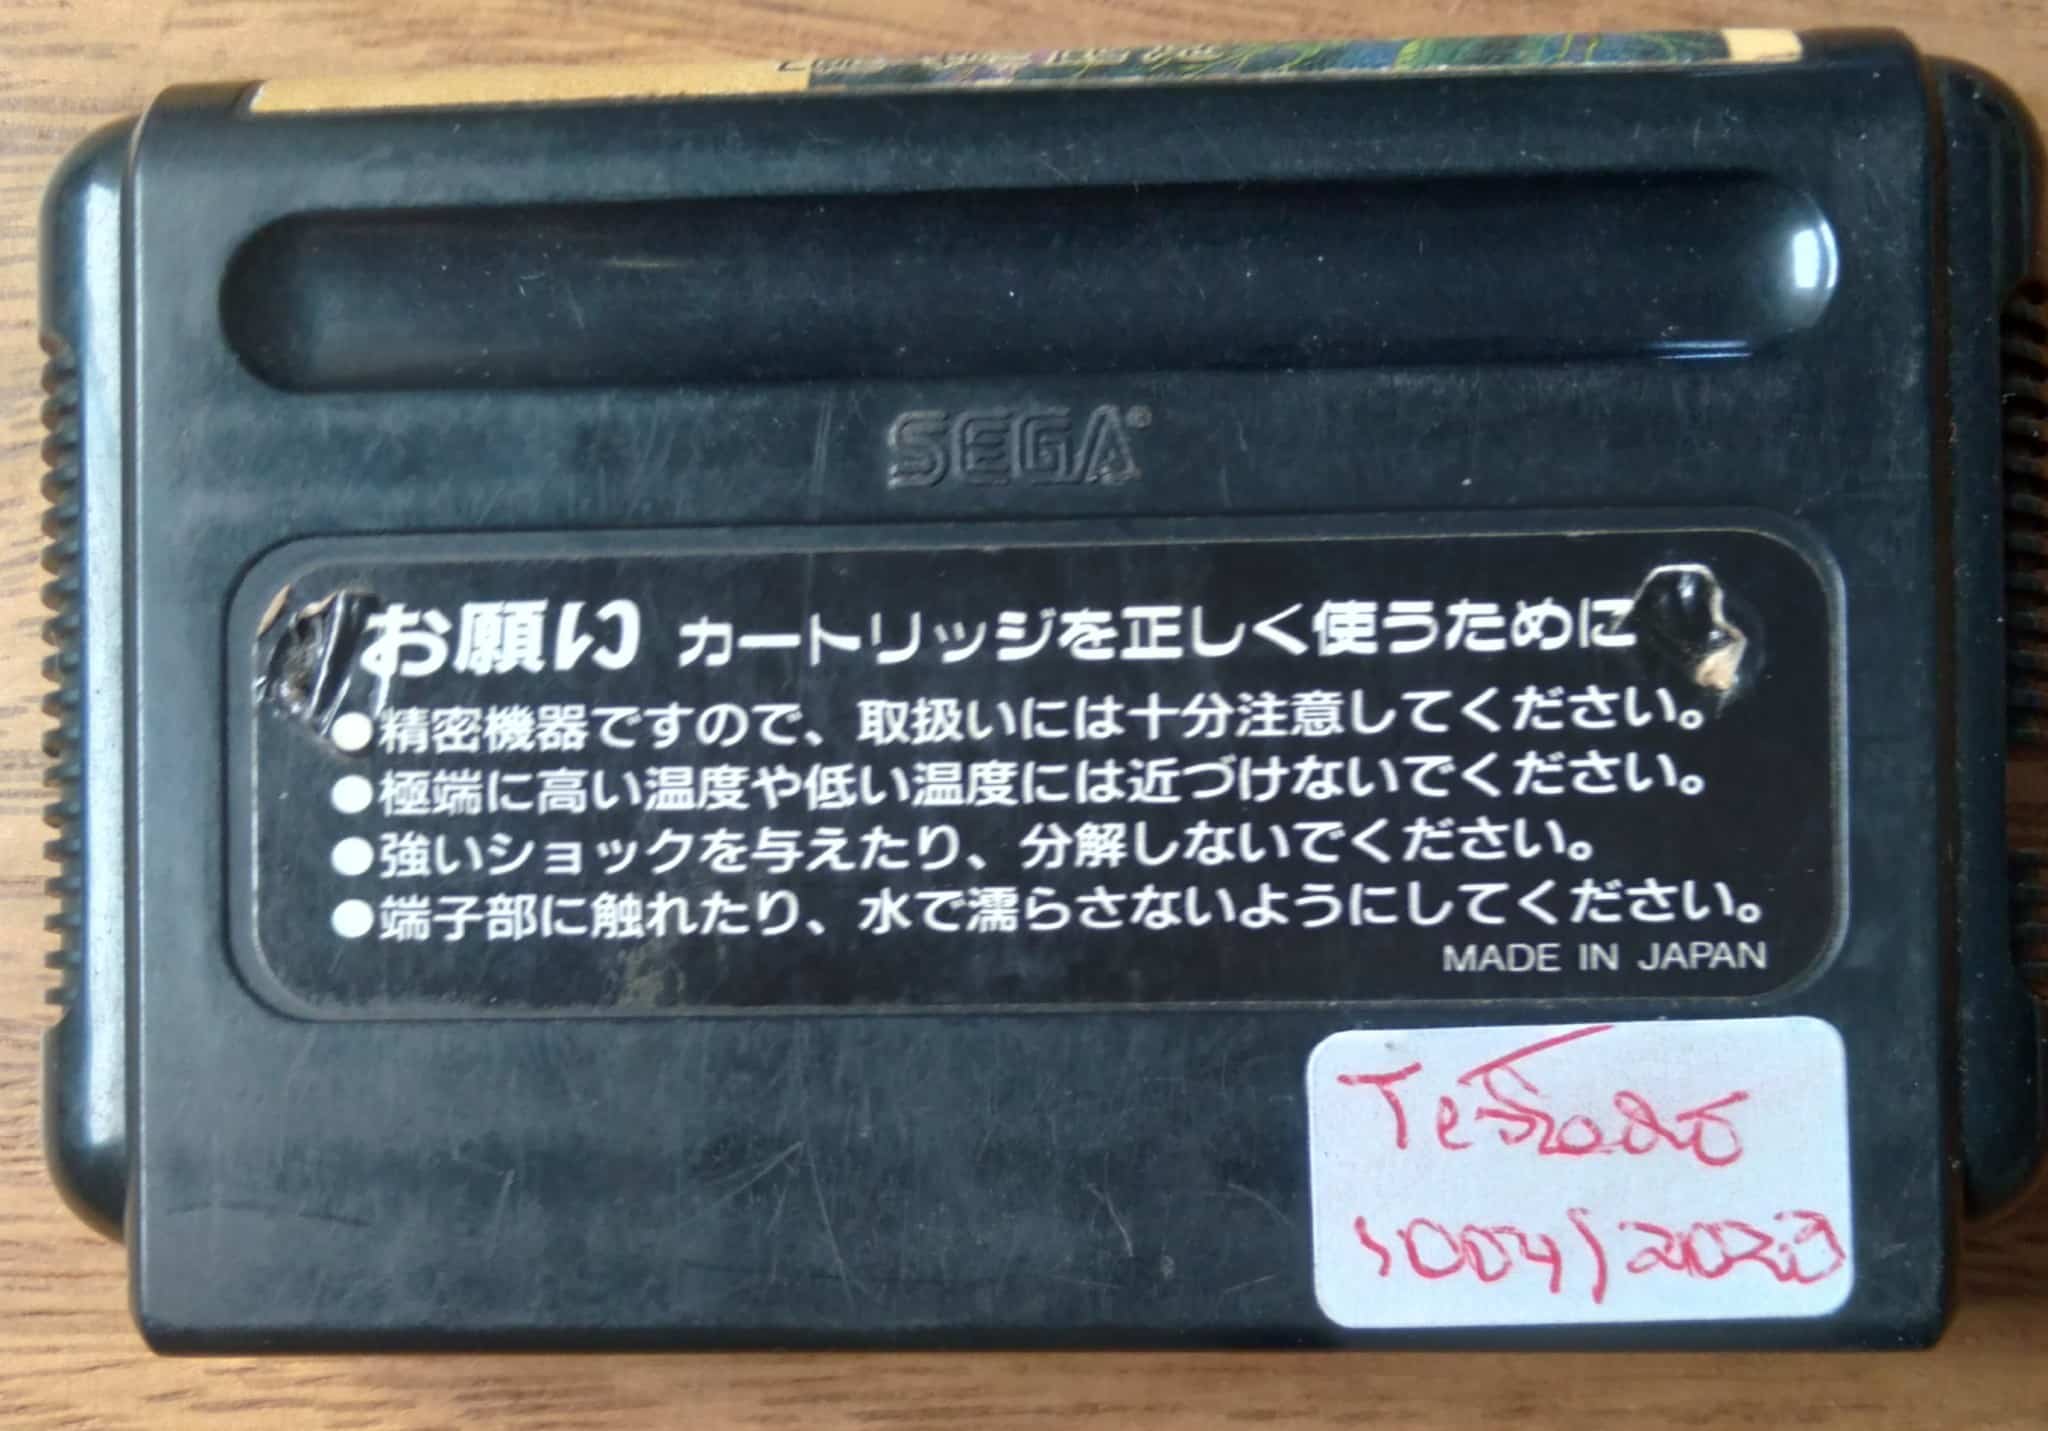 SEGA®
お願い カートリッジを正しく使うために
●精密機器ですので、取扱いには十分注意してください。
●極端に高い温度や低い温度には近づけないでください。
●強いショックを与えたり、分解しないでください。
●端子部に触れたり、水で濡らさないようにしてください。
MADE IN JAPAN
Testado